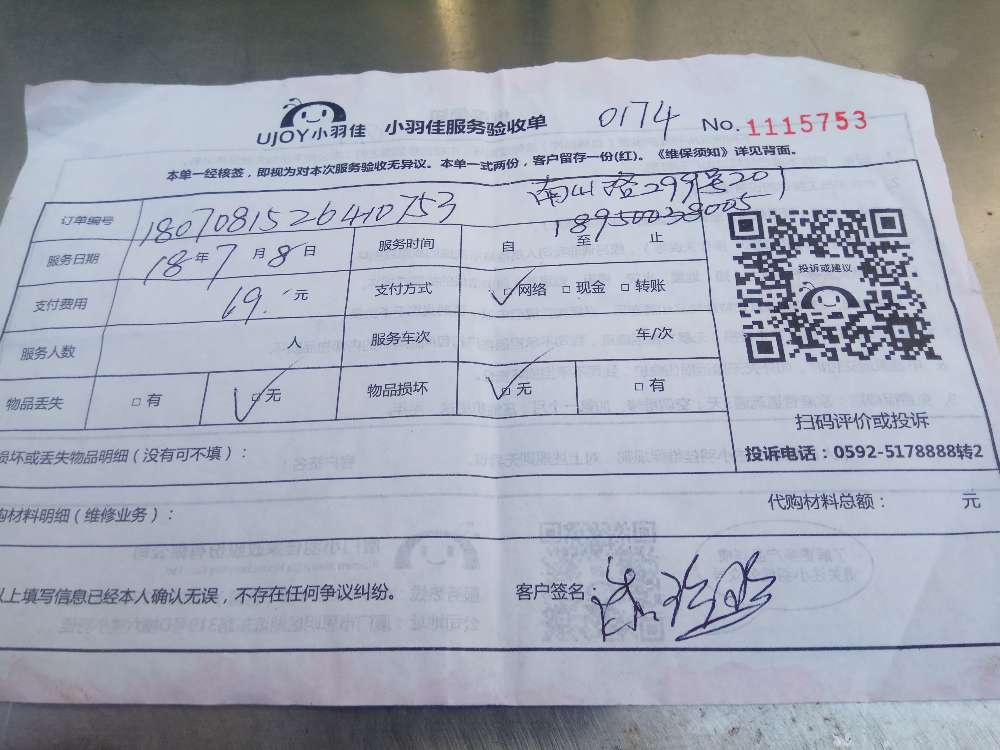 UJOY小羽佳 小羽佳服务验收单 0174 No.1115753
本单一经核签，即视为对本次服务验收无异议。本单一式两份，客户留存一份(红)。《维保须知》详见背面。
南山路299号201
订单编号 180708152640753 18950038005
服务日期 18年7月8日 服务时间 自 至 止
支付费用 19.元 支付方式 ☑网络 □现金 □转账
投诉或建议
服务人数 人 服务车次 车/次
物品丢失 □有 ☑无 物品损坏 ☑无 □有
扫码评价或投诉
损坏或丢失物品明细（没有可不填）： 投诉电话：0592-5178888转2
购材料明细（维修业务）： 代购材料总额： 元
以上填写信息已经本人确认无误，不存在任何争议纠纷。 客户签名：